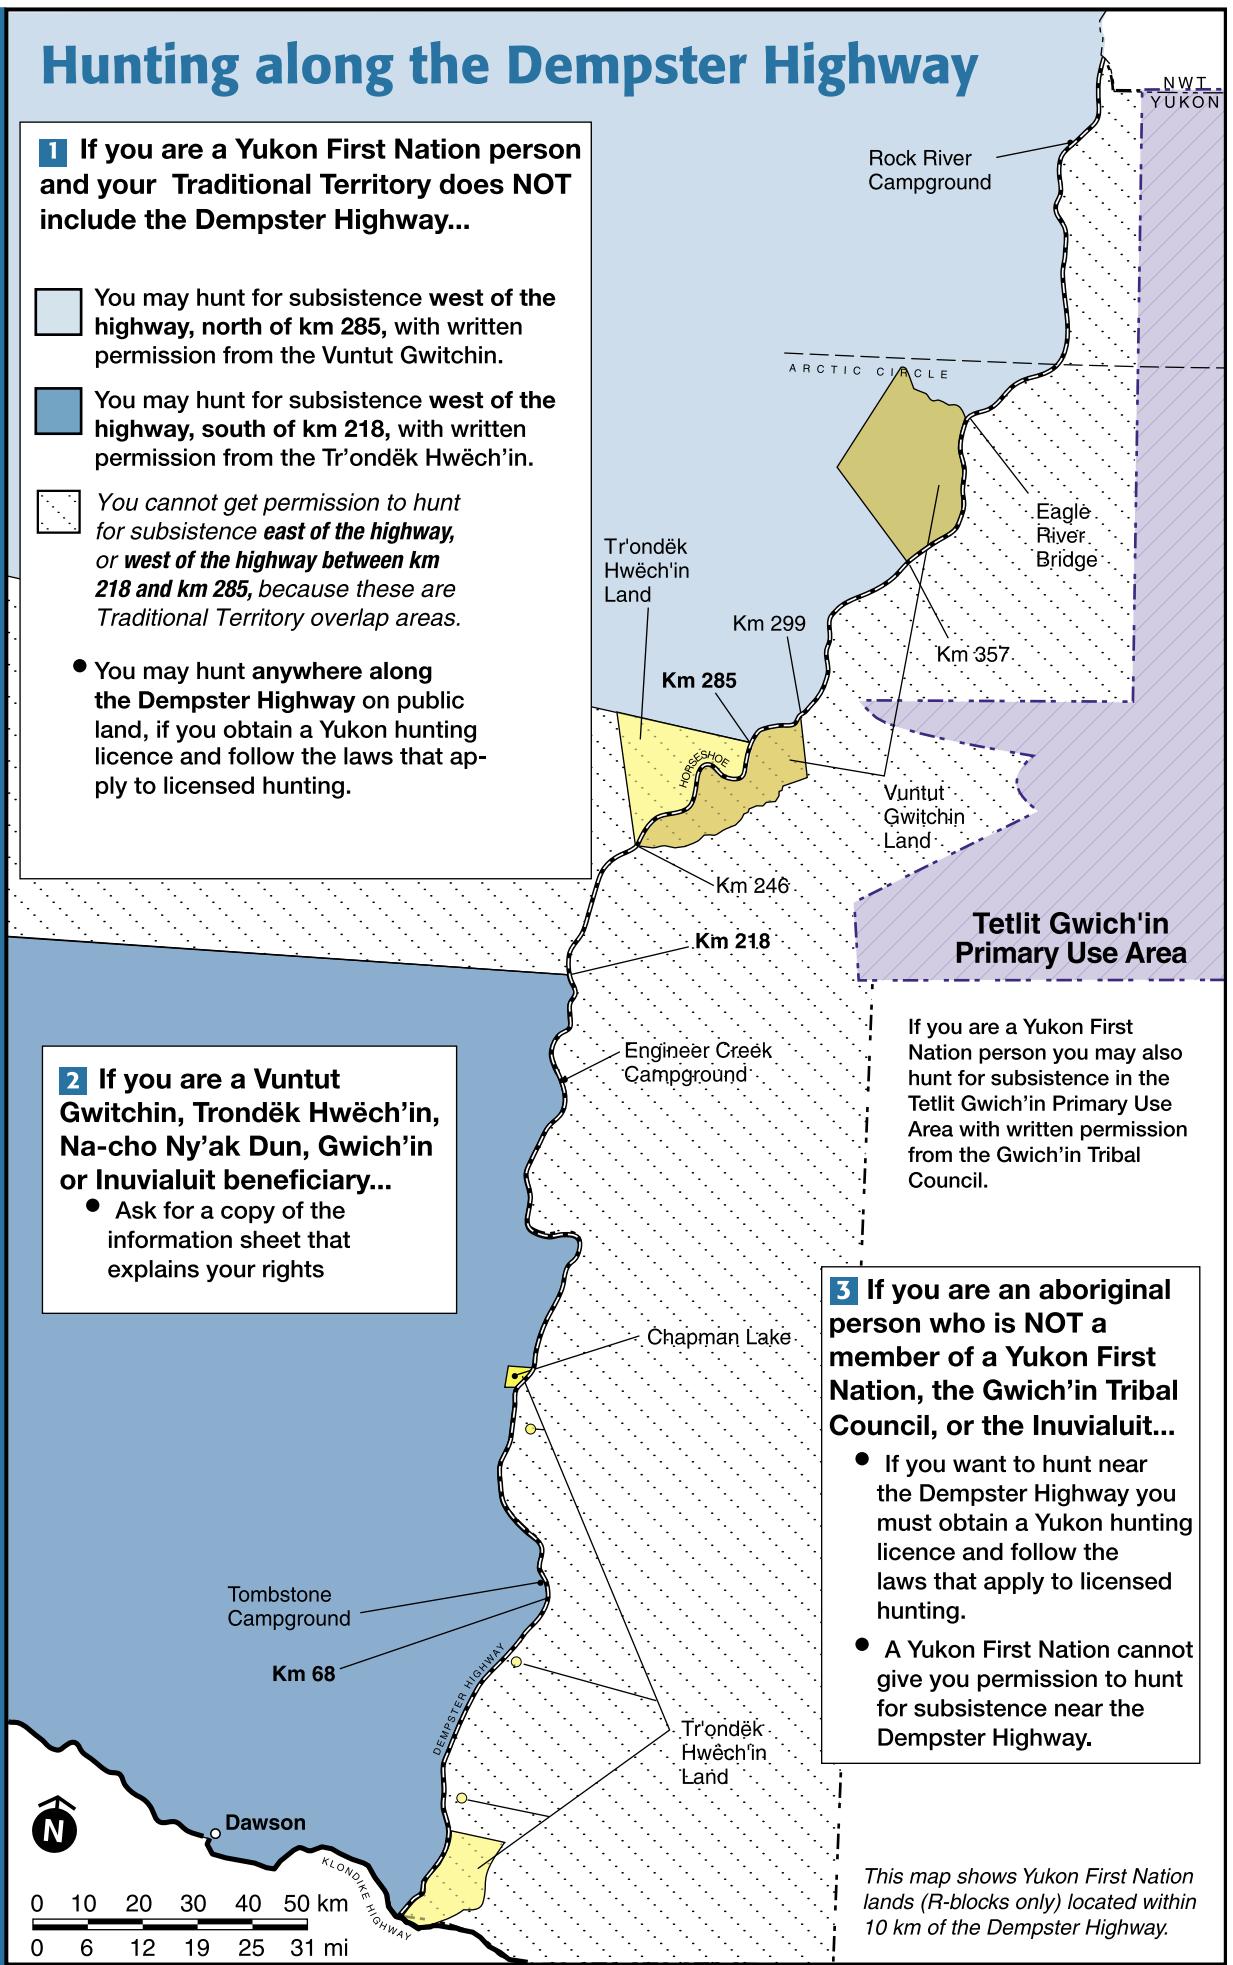 Hunting along the Dempster Highway
1 If you are a Yukon First Nation person
and your Traditional Territory does NOT
include the Dempster Highway...
You may hunt for subsistence west of the
highway, north of km 285, with written
permission from the Vuntut Gwitchin.
You may hunt for subsistence west of the
highway, south of km 218, with written
permission from the Tr'ondëk Hwëch'in.
You cannot get permission to hunt
for subsistence east of the highway,
or west of the highway between km
218 and km 285, because these are
Traditional Territory overlap areas.
● You may hunt anywhere along
the Dempster Highway on public
land, if you obtain a Yukon hunting
licence and follow the laws that ap-
ply to licensed hunting.
NWT
YUKON
Rock River
Campground
ARCTIC CIRCLE
Eagle
River
Bridge
Tr'ondëk
Hwëch'in
Land
Km 299
Km 357
Km 285
HORSESHOE
Vuntut
Gwitchin
Land
Km 246
Km 218
Tetlit Gwich'in
Primary Use Area
If you are a Yukon First
Nation person you may also
hunt for subsistence in the
Tetlit Gwich'in Primary Use
Area with written permission
from the Gwich'in Tribal
Council.
Engineer Creek
Campground
2 If you are a Vuntut
Gwitchin, Trondëk Hwëch'in,
Na-cho Ny'ak Dun, Gwich'in
or Inuvialuit beneficiary...
● Ask for a copy of the
information sheet that
explains your rights
Chapman Lake
3 If you are an aboriginal
person who is NOT a
member of a Yukon First
Nation, the Gwich'in Tribal
Council, or the Inuvialuit...
● If you want to hunt near
the Dempster Highway you
must obtain a Yukon hunting
licence and follow the
laws that apply to licensed
hunting.
● A Yukon First Nation cannot
give you permission to hunt
for subsistence near the
Dempster Highway.
Tombstone
Campground
Km 68
DEMPSTER HIGHWAY
Tr'ondëk
Hwëch'in
Land
N
Dawson
KLONDIKE HIGHWAY
0 10 20 30 40 50 km
0 6 12 19 25 31 mi
This map shows Yukon First Nation
lands (R-blocks only) located within
10 km of the Dempster Highway.